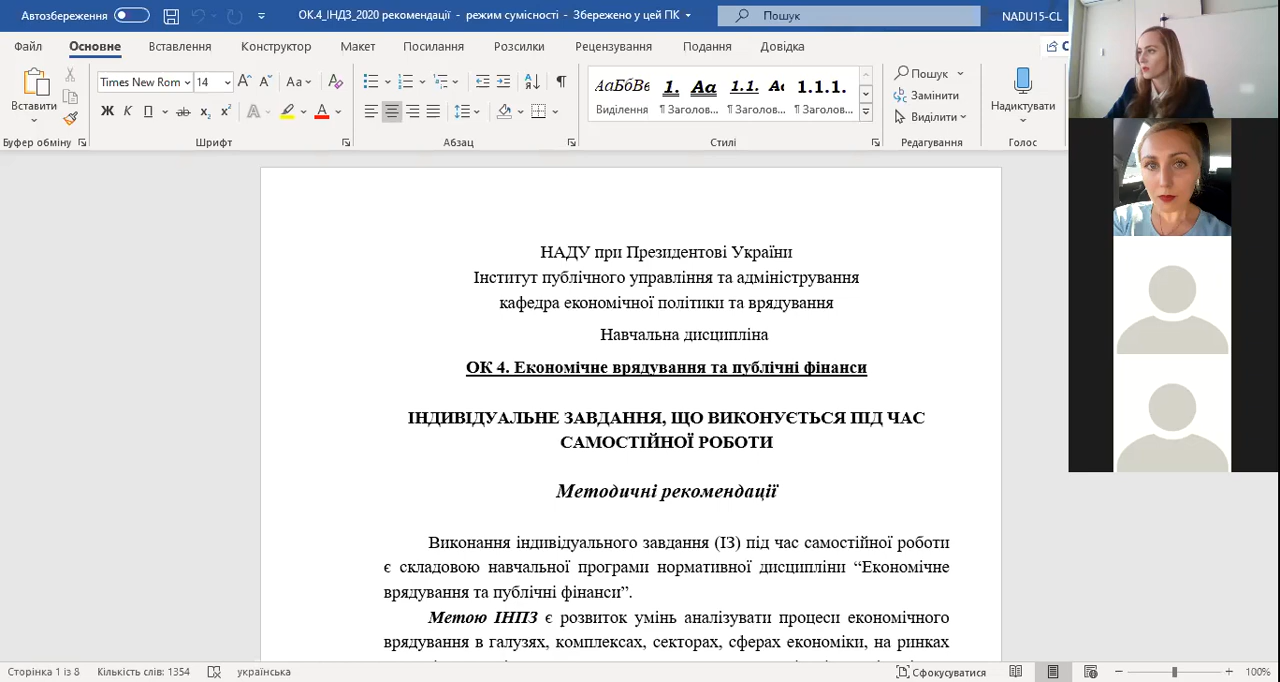 Автозбереження
ОК.4_ІНДЗ_2020 рекомендації - режим сумісності - Збережено у цей ПК
Пошук
NADU15-CL
Файл Основне Вставлення Конструктор Макет Посилання Розсилки Рецензування Подання Довідка
Times New Rom 14
Вставити
Буфер обміну
Шрифт
Абзац
АаБбВе 1. Аа 1.1. Аа 1.1.1.
Виділення ¶ Заголов... ¶ Заголов... ¶ Заголов...
Стилі
Пошук
Замінити
Виділити
Редагування
Надиктувати
Голос
НАДУ при Президентові України
Інститут публічного управління та адміністрування
кафедра економічної політики та врядування
Навчальна дисципліна
ОК 4. Економічне врядування та публічні фінанси
ІНДИВІДУАЛЬНЕ ЗАВДАННЯ, ЩО ВИКОНУЄТЬСЯ ПІД ЧАС
САМОСТІЙНОЇ РОБОТИ
Методичні рекомендації
Виконання індивідуального завдання (ІЗ) під час самостійної роботи
є складовою навчальної програми нормативної дисципліни “Економічне
врядування та публічні фінанси”.
Метою ІНПЗ є розвиток умінь аналізувати процеси економічного
врядування в галузях, комплексах, секторах, сферах економіки, на ринках
Сторінка 1 із 8 Кількість слів: 1354 українська Сфокусуватися 100%